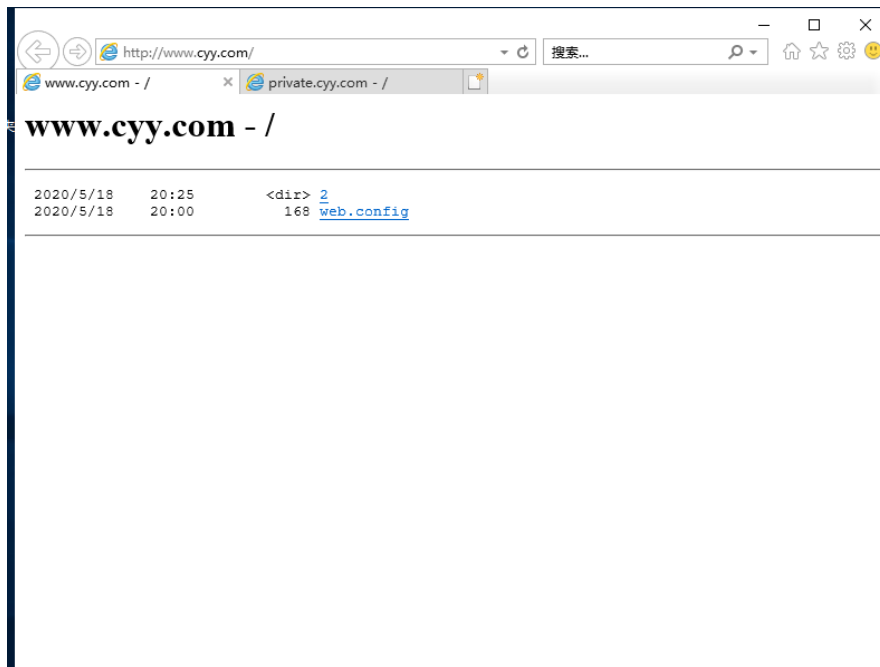 http://www.cyy.com/
搜索...
www.cyy.com - /
private.cyy.com - /
www.cyy.com - /
2020/5/18 20:25 <dir> 2
2020/5/18 20:00 168 web.config